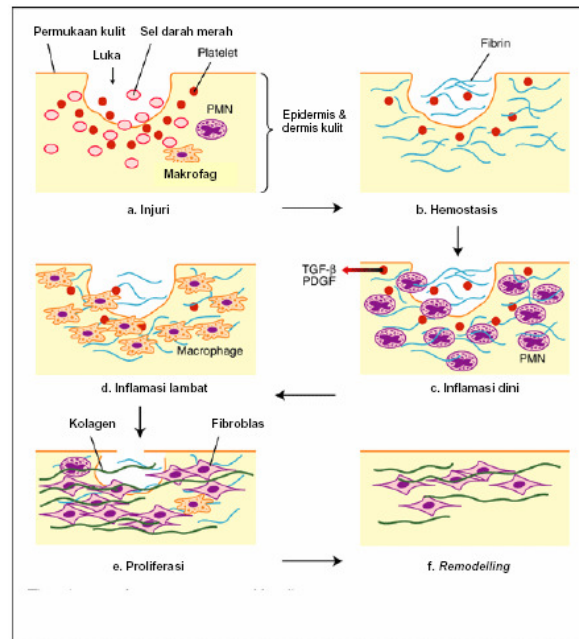 Permukaan kulit
Sel darah merah
Luka
Platelet
PMN
Makrofag
Epidermis &
dermis kulit
a. Injuri
Fibrin
b. Hemostasis
TGF-β
PDGF
PMN
c. Inflamasi dini
Macrophage
d. Inflamasi lambat
Kolagen
Fibroblas
e. Proliferasi
f. Remodelling